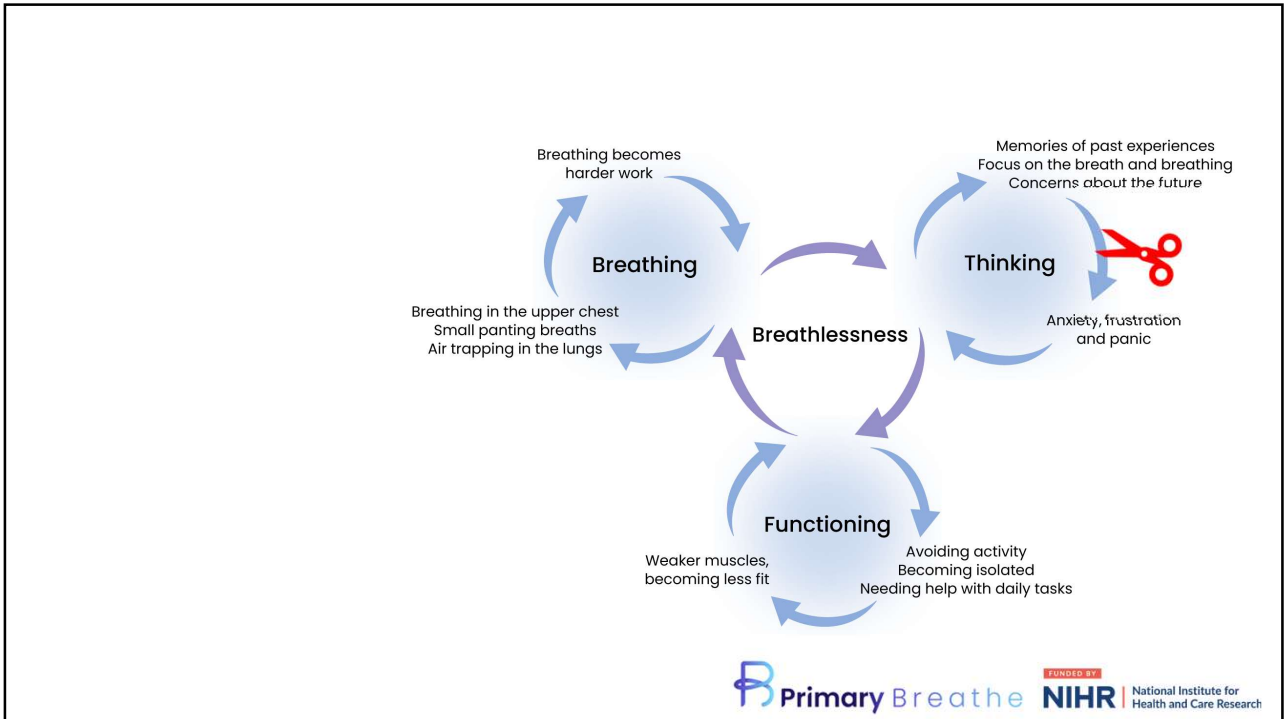 Breathing becomes
harder work
Breathing
Breathing in the upper chest
Small panting breaths
Air trapping in the lungs
Memories of past experiences
Focus on the breath and breathing
Concerns about the future
Thinking
Anxiety, frustration
and panic
Breathlessness
Functioning
Avoiding activity
Becoming isolated
Needing help with daily tasks
Weaker muscles,
becoming less fit
Primary Breathe
FUNDED BY
NIHR
National Institute for
Health and Care Research